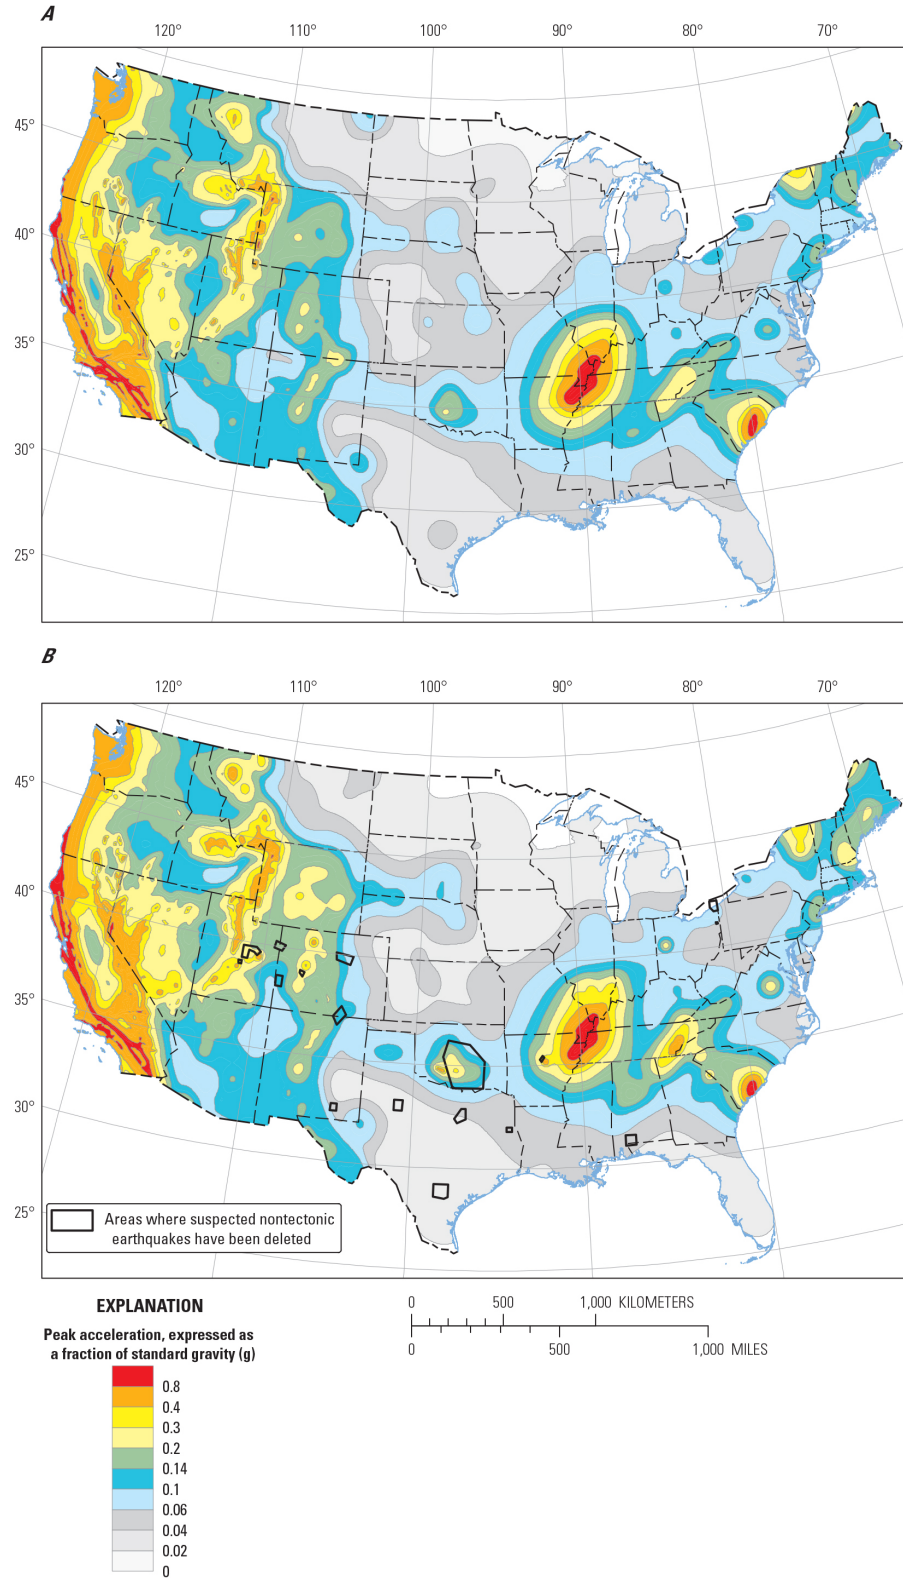 A
120° 110° 100° 90° 80° 70°
45°
40°
35°
30°
25°
B
120° 110° 100° 90° 80° 70°
45°
40°
35°
30°
25°
Areas where suspected nontectonic
earthquakes have been deleted
EXPLANATION
Peak acceleration, expressed as
a fraction of standard gravity (g)
0.8
0.4
0.3
0.2
0.14
0.1
0.06
0.04
0.02
0
0 500 1,000 KILOMETERS
0 500 1,000 MILES